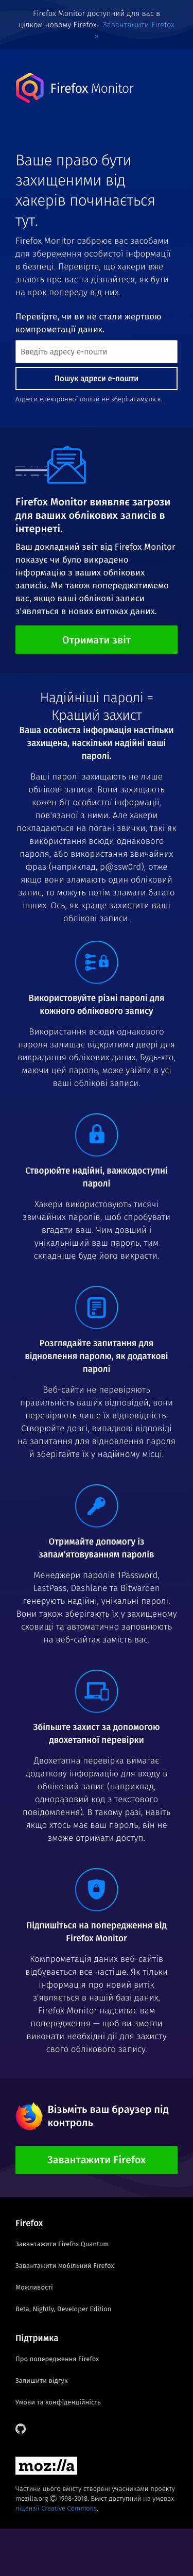 Firefox Monitor доступний для вас в
цілком новому Firefox. Завантажити Firefox
»
Firefox Monitor
Ваше право бути
захищеними від
хакерів починається
тут.
Firefox Monitor озброює вас засобами
для збереження особистої інформації
в безпеці. Перевірте, що хакери вже
знають про вас та дізнайтеся, як бути
на крок попереду від них.
Перевірте, чи ви не стали жертвою
компрометації даних.
Введіть адресу е-пошти
Пошук адреси е-пошти
Адреси електронної пошти не зберігатимуться.
Firefox Monitor виявляє загрози
для ваших облікових записів в
інтернеті.
Ваш докладний звіт від Firefox Monitor
показує чи було викрадено
інформацію з ваших облікових
записів. Ми також попереджатимемо
вас, якщо ваші облікові записи
з'являться в нових витоках даних.
Отримати звіт
Надійніші паролі =
Кращий захист
Ваша особиста інформація настільки
захищена, наскільки надійні ваші
паролі.
Ваші паролі захищають не лише
облікові записи. Вони захищають
кожен біт особистої інформації,
пов'язаної з ними. Але хакери
покладаються на погані звички, такі як
використання всюди однакового
пароля, або використання звичайних
фраз (наприклад, p@ssw0rd), отже
якщо вони зламають один обліковий
запис, то можуть потім зламати багато
інших. Ось, як краще захистити ваші
облікові записи.
Використовуйте різні паролі для
кожного облікового запису
Використання всюди однакового
пароля залишає відкритими двері для
викрадання облікових даних. Будь-хто,
маючи цей пароль, може увійти в усі
ваші облікові записи.
Створюйте надійні, важкодоступні
паролі
Хакери використовують тисячі
звичайних паролів, щоб спробувати
вгадати ваш. Чим довший і
унікальніший ваш пароль, тим
складніше буде його викрасти.
Розглядайте запитання для
відновлення паролю, як додаткові
паролі
Веб-сайти не перевіряють
правильність ваших відповідей, вони
перевіряють лише їх відповідність.
Створюйте довгі, випадкові відповіді
на запитання для відновлення пароля
й зберігайте їх у надійному місці.
Отримайте допомогу із
запам'ятовуванням паролів
Менеджери паролів 1Password,
LastPass, Dashlane та Bitwarden
генерують надійні, унікальні паролі.
Вони також зберігають їх у захищеному
сховищі та автоматично заповнюють
на веб-сайтах замість вас.
Збільште захист за допомогою
двохетапної перевірки
Двохетапна перевірка вимагає
додаткову інформацію для входу в
обліковий запис (наприклад,
одноразовий код з текстового
повідомлення). В такому разі, навіть
якщо хтось має ваш пароль, він не
зможе отримати доступ.
Підпишіться на попередження від
Firefox Monitor
Компрометація даних веб-сайтів
відбувається все частіше. Як тільки
інформація про новий витік
з'являється в нашій базі даних,
Firefox Monitor надсилає вам
попередження — щоб ви змогли
виконати необхідні дії для захисту
свого облікового запису.
Візьміть ваш браузер під
контроль
Завантажити Firefox
Firefox
Завантажити Firefox Quantum
Завантажити мобільний Firefox
Можливості
Beta, Nightly, Developer Edition
Підтримка
Про попередження Firefox
Залишити відгук
Умови та конфіденційність
moz://a
Частини цього вмісту створені учасниками проекту
mozilla.org © 1998-2018. Вміст доступний на умовах
ліцензії Creative Commons.